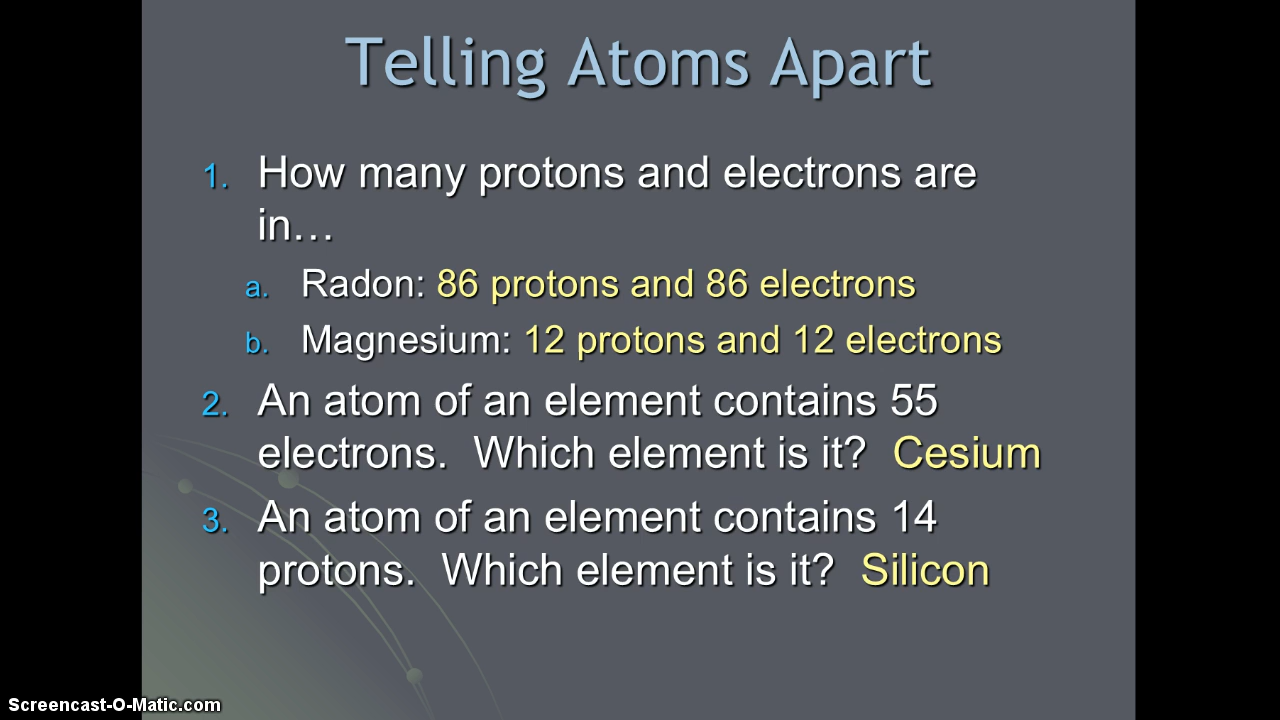 Telling Atoms Apart
1. How many protons and electrons are
in…
a. Radon: 86 protons and 86 electrons
b. Magnesium: 12 protons and 12 electrons
2. An atom of an element contains 55
electrons. Which element is it? Cesium
3. An atom of an element contains 14
protons. Which element is it? Silicon
Screencast-O-Matic.com